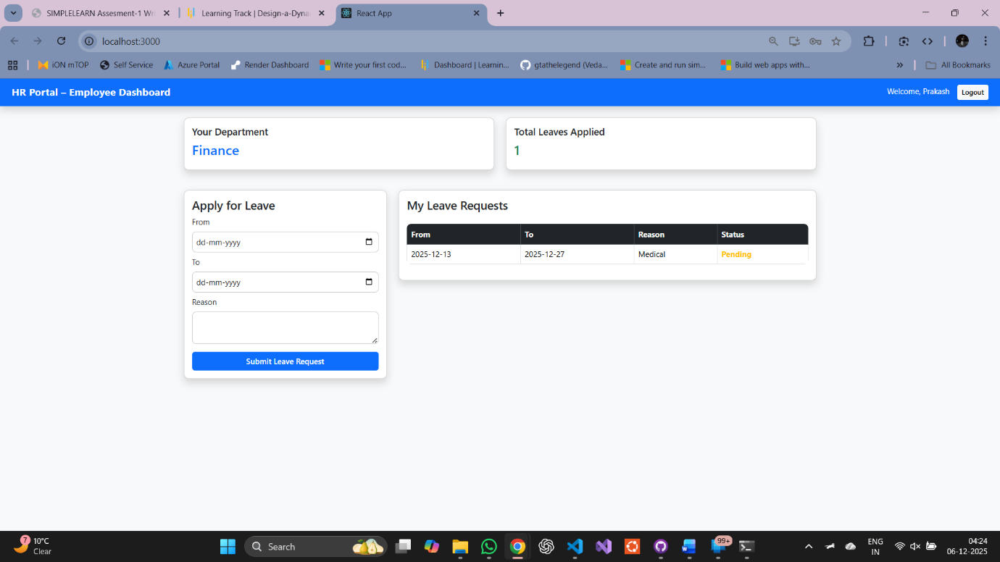 SIMPLELEARN Assesment-1 Wri
Learning Track | Design-a-Dyna
React App
localhost:3000
iON mTOP
Self Service
Azure Portal
Render Dashboard
Write your first cod...
Dashboard | Learnin...
gtathelegend (Veda...
Create and run sim...
Build web apps with...
»
All Bookmarks
HR Portal – Employee Dashboard
Welcome, Prakash
Logout
Your Department
Finance
Total Leaves Applied
1
Apply for Leave
From
dd-mm-yyyy
To
dd-mm-yyyy
Reason
Submit Leave Request
My Leave Requests
From To Reason Status
2025-12-13 2025-12-27 Medical Pending
7
10°C
Clear
Search
99+
ENG
IN
04:24
06-12-2025